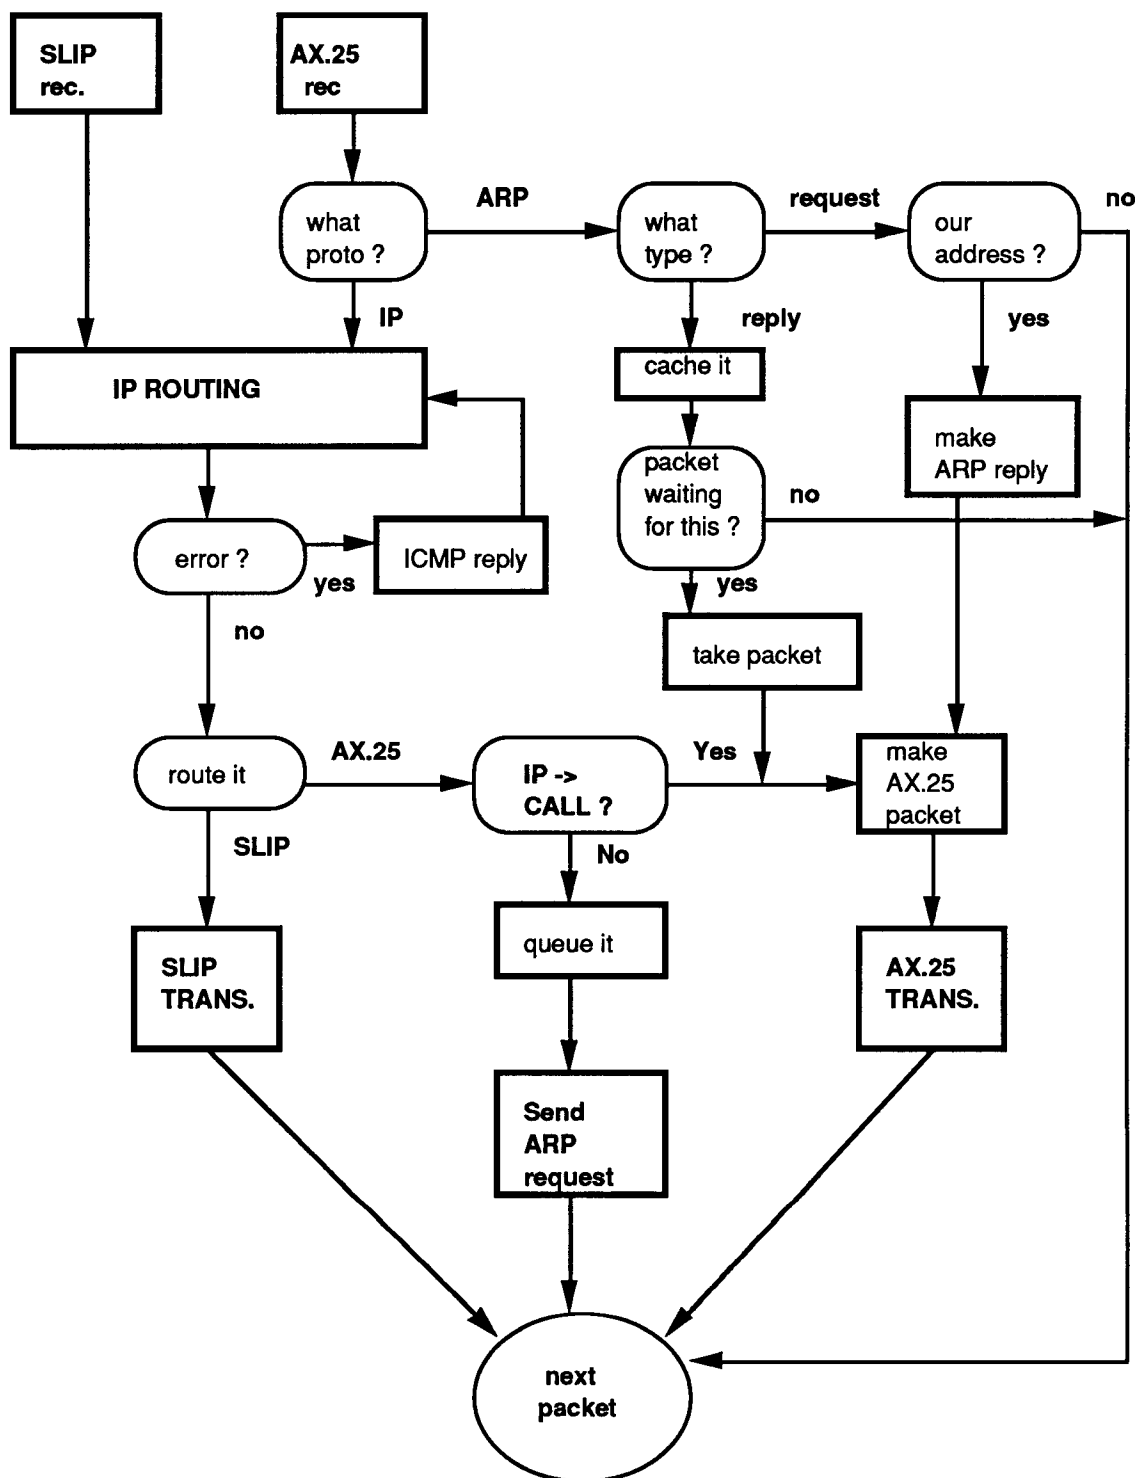 SLIP
rec.
AX.25
rec
what
proto ?
ARP
what
type ?
request
our
address ?
no
IP
reply
yes
IP ROUTING
cache it
make
ARP reply
packet
waiting
for this ?
no
error ?
yes
ICMP reply
yes
no
take packet
route it
AX.25
IP ->
CALL ?
Yes
make
AX.25
packet
SLIP
No
queue it
SLIP
TRANS.
AX.25
TRANS.
Send
ARP
request
next
packet